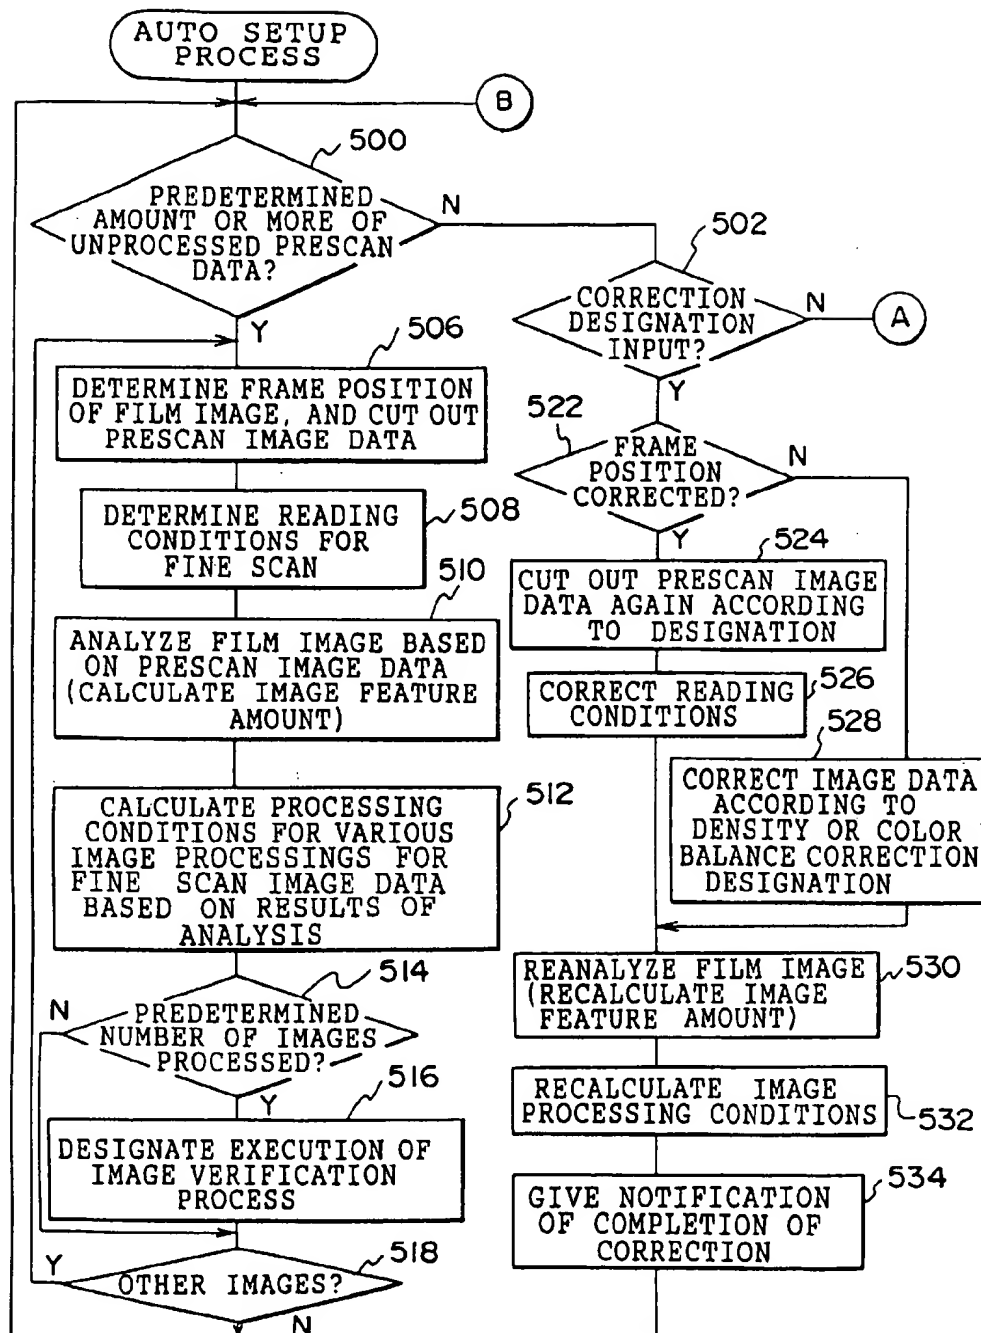 AUTO SETUP
PROCESS
B
500
PREDETERMINED
AMOUNT OR MORE OF
UNPROCESSED PRESCAN
DATA?
N
Y
502
CORRECTION
DESIGNATION
INPUT?
N
A
Y
506
DETERMINE FRAME POSITION
OF FILM IMAGE, AND CUT OUT
PRESCAN IMAGE DATA
522
FRAME
POSITION
CORRECTED?
N
Y
508
DETERMINE READING
CONDITIONS FOR
FINE SCAN
524
CUT OUT PRESCAN IMAGE
DATA AGAIN ACCORDING
TO DESIGNATION
510
ANALYZE FILM IMAGE BASED
ON PRESCAN IMAGE DATA
(CALCULATE IMAGE FEATURE
AMOUNT)
526
CORRECT READING
CONDITIONS
528
CORRECT IMAGE DATA
ACCORDING TO
DENSITY OR COLOR
BALANCE CORRECTION
DESIGNATION
512
CALCULATE PROCESSING
CONDITIONS FOR VARIOUS
IMAGE PROCESSINGS FOR
FINE SCAN IMAGE DATA
BASED ON RESULTS OF
ANALYSIS
514
PREDETERMINED
NUMBER OF IMAGES
PROCESSED?
N
Y
530
REANALYZE FILM IMAGE
(RECALCULATE IMAGE
FEATURE AMOUNT)
516
DESIGNATE EXECUTION OF
IMAGE VERIFICATION
PROCESS
532
RECALCULATE IMAGE
PROCESSING CONDITIONS
534
GIVE NOTIFICATION
OF COMPLETION OF
CORRECTION
518
OTHER IMAGES?
Y
N